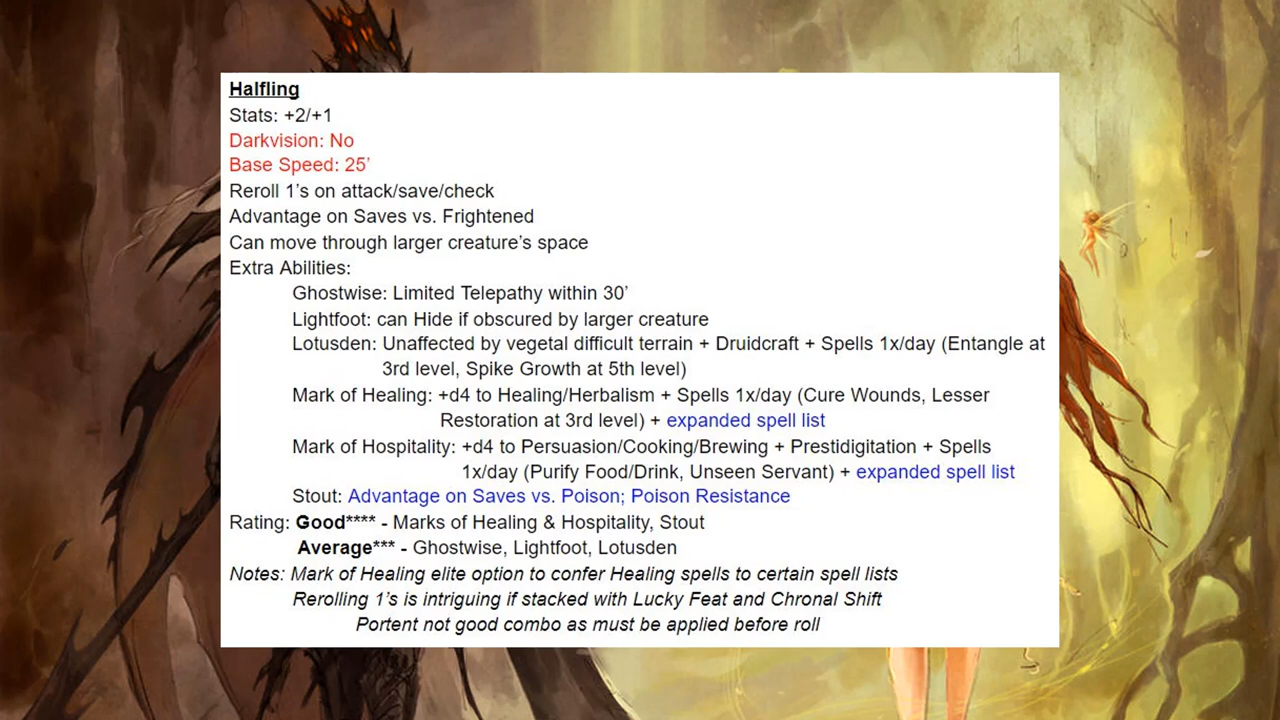 Halfling
Stats: +2/+1
Darkvision: No
Base Speed: 25’
Reroll 1’s on attack/save/check
Advantage on Saves vs. Frightened
Can move through larger creature’s space
Extra Abilities:
Ghostwise: Limited Telepathy within 30’
Lightfoot: can Hide if obscured by larger creature
Lotusden: Unaffected by vegetal difficult terrain + Druidcraft + Spells 1x/day (Entangle at
3rd level, Spike Growth at 5th level)
Mark of Healing: +d4 to Healing/Herbalism + Spells 1x/day (Cure Wounds, Lesser
Restoration at 3rd level) + expanded spell list
Mark of Hospitality: +d4 to Persuasion/Cooking/Brewing + Prestidigitation + Spells
1x/day (Purify Food/Drink, Unseen Servant) + expanded spell list
Stout: Advantage on Saves vs. Poison; Poison Resistance
Rating: Good**** - Marks of Healing & Hospitality, Stout
Average*** - Ghostwise, Lightfoot, Lotusden
Notes: Mark of Healing elite option to confer Healing spells to certain spell lists
Rerolling 1’s is intriguing if stacked with Lucky Feat and Chronal Shift
Portent not good combo as must be applied before roll